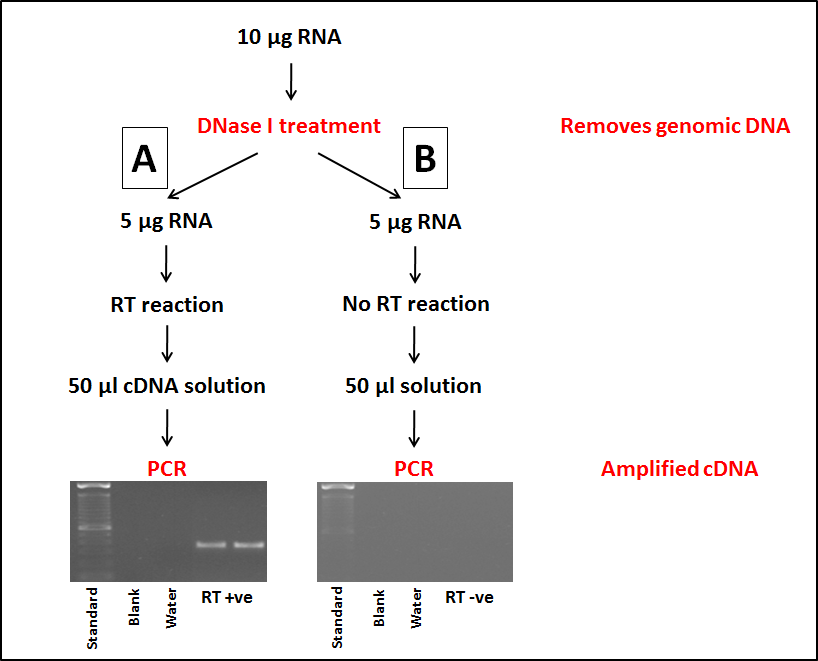 10 µg RNA
DNase I treatment
Removes genomic DNA
A
B
5 µg RNA
5 µg RNA
RT reaction
No RT reaction
50 µl cDNA solution
50 µl solution
PCR
PCR
Amplified cDNA
Standard
Blank
Water
RT +ve
Standard
Blank
Water
RT -ve